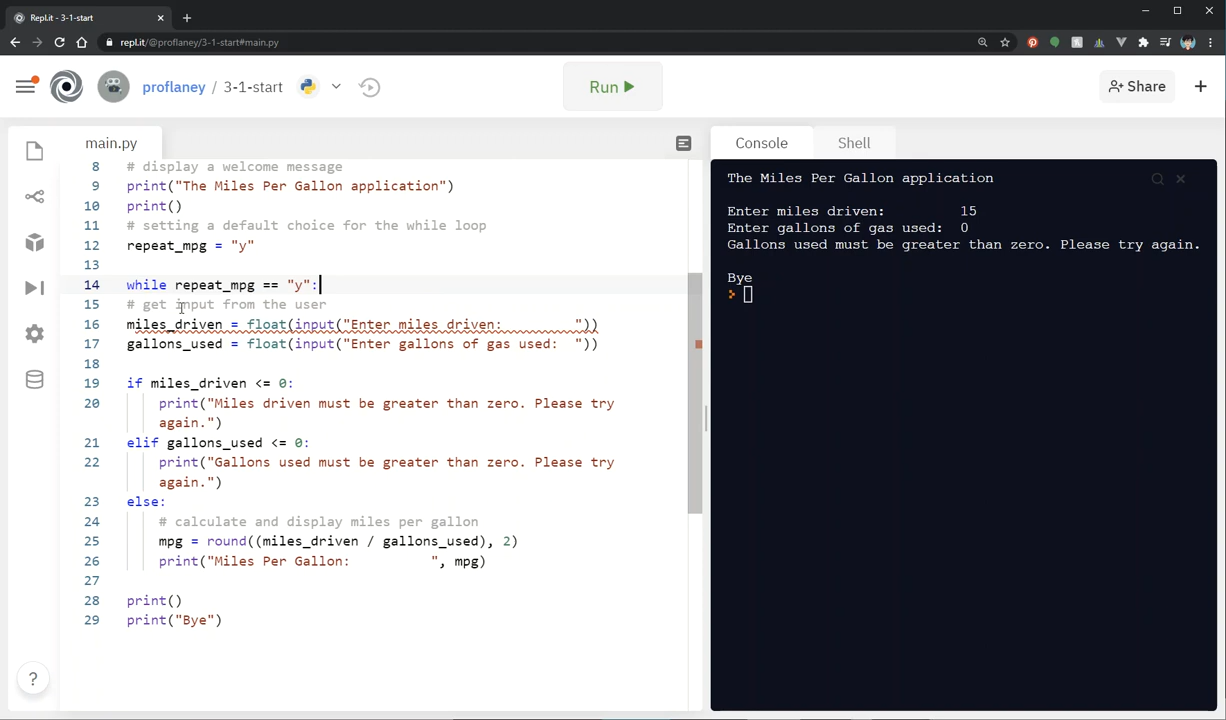 Repl.it - 3-1-start
repl.it/@proflaney/3-1-start#main.py
proflaney / 3-1-start
Run
Share
main.py
8 # display a welcome message
9 print("The Miles Per Gallon application")
10 print()
11 # setting a default choice for the while loop
12 repeat_mpg = "y"
13
14 while repeat_mpg == "y":
15 # get input from the user
16 miles_driven = float(input("Enter miles driven:         "))
17 gallons_used = float(input("Enter gallons of gas used:  "))
18
19 if miles_driven <= 0:
20     print("Miles driven must be greater than zero. Please try
again.")
21 elif gallons_used <= 0:
22     print("Gallons used must be greater than zero. Please try
again.")
23 else:
24     # calculate and display miles per gallon
25     mpg = round((miles_driven / gallons_used), 2)
26     print("Miles Per Gallon:          ", mpg)
27
28 print()
29 print("Bye")
?
Console
Shell
The Miles Per Gallon application
Enter miles driven:         15
Enter gallons of gas used:  0
Gallons used must be greater than zero. Please try again.
Bye